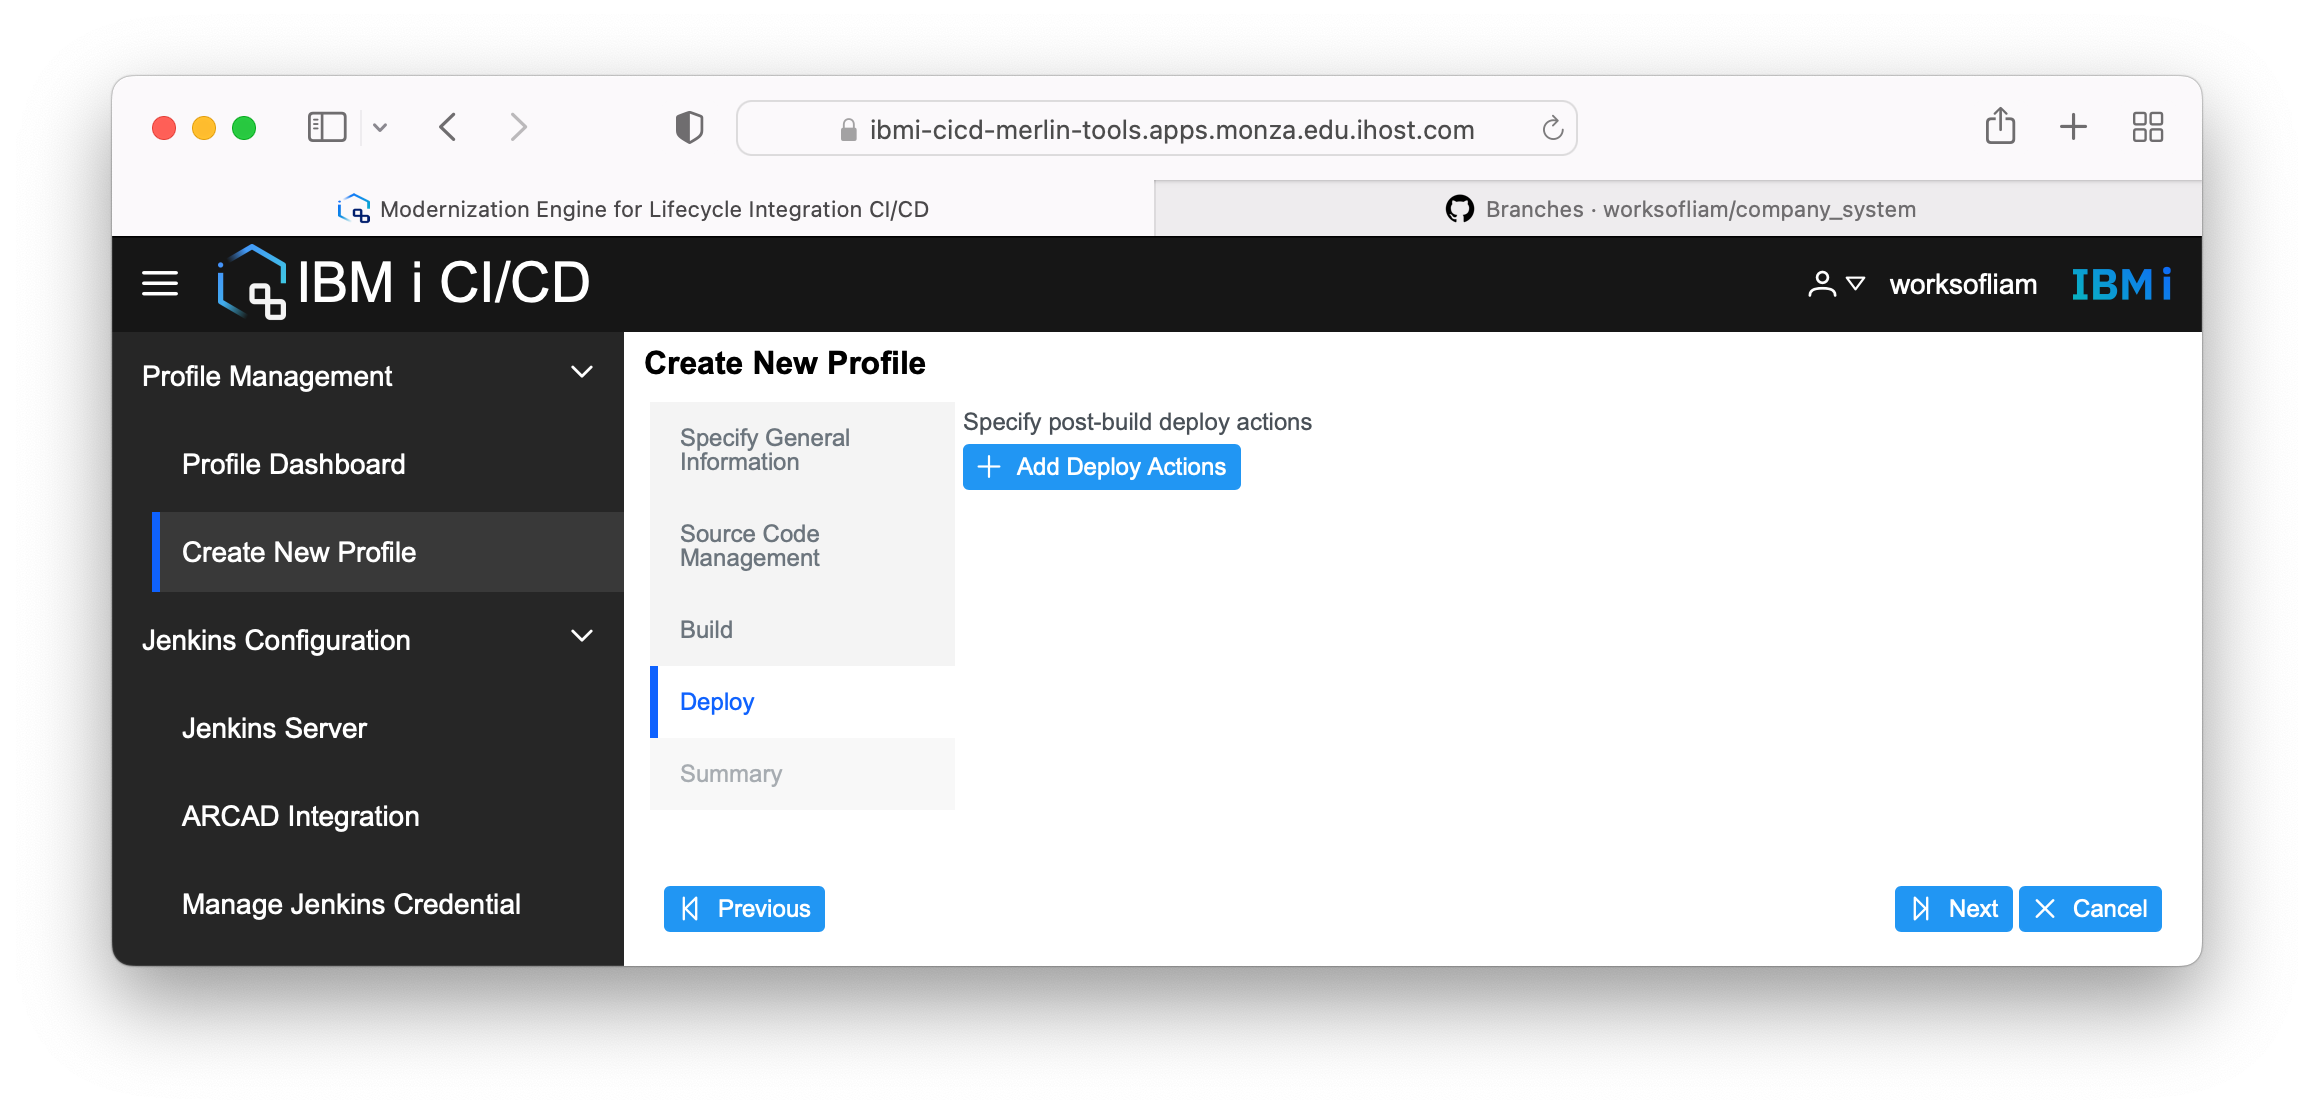 ibmi-cicd-merlin-tools.apps.monza.edu.ihost.com
Modernization Engine for Lifecycle Integration CI/CD
Branches · worksofliam/company_system
IBM i CI/CD
worksofliam
IBM i
Profile Management
Profile Dashboard
Create New Profile
Jenkins Configuration
Jenkins Server
ARCAD Integration
Manage Jenkins Credential
Create New Profile
Specify General
Information
Source Code
Management
Build
Deploy
Summary
Specify post-build deploy actions
Add Deploy Actions
Previous
Next
Cancel